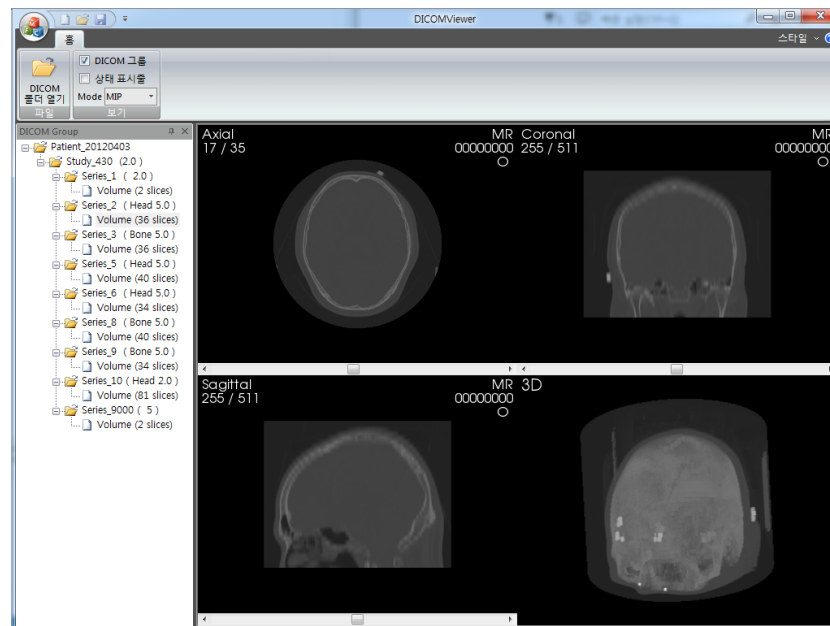 DICOMViewer
홈
스타일
DICOM
폴더 열기
파일
DICOM 그룹
상태 표시줄
Mode MIP
보기
DICOM Group
Patient_20120403
Study_430 (2.0 )
Series_1 ( 2.0 )
Volume (2 slices)
Series_2 ( Head 5.0 )
Volume (36 slices)
Series_3 ( Bone 5.0 )
Volume (36 slices)
Series_5 ( Head 5.0 )
Volume (40 slices)
Series_6 ( Head 5.0 )
Volume (34 slices)
Series_8 ( Bone 5.0 )
Volume (40 slices)
Series_9 ( Bone 5.0 )
Volume (34 slices)
Series_10 ( Head 2.0 )
Volume (81 slices)
Series_9000 ( 5 )
Volume (2 slices)
Axial MR
17 / 35 00000000
O
Coronal MR
255 / 511 00000000
O
Sagittal MR
255 / 511 00000000
O
3D